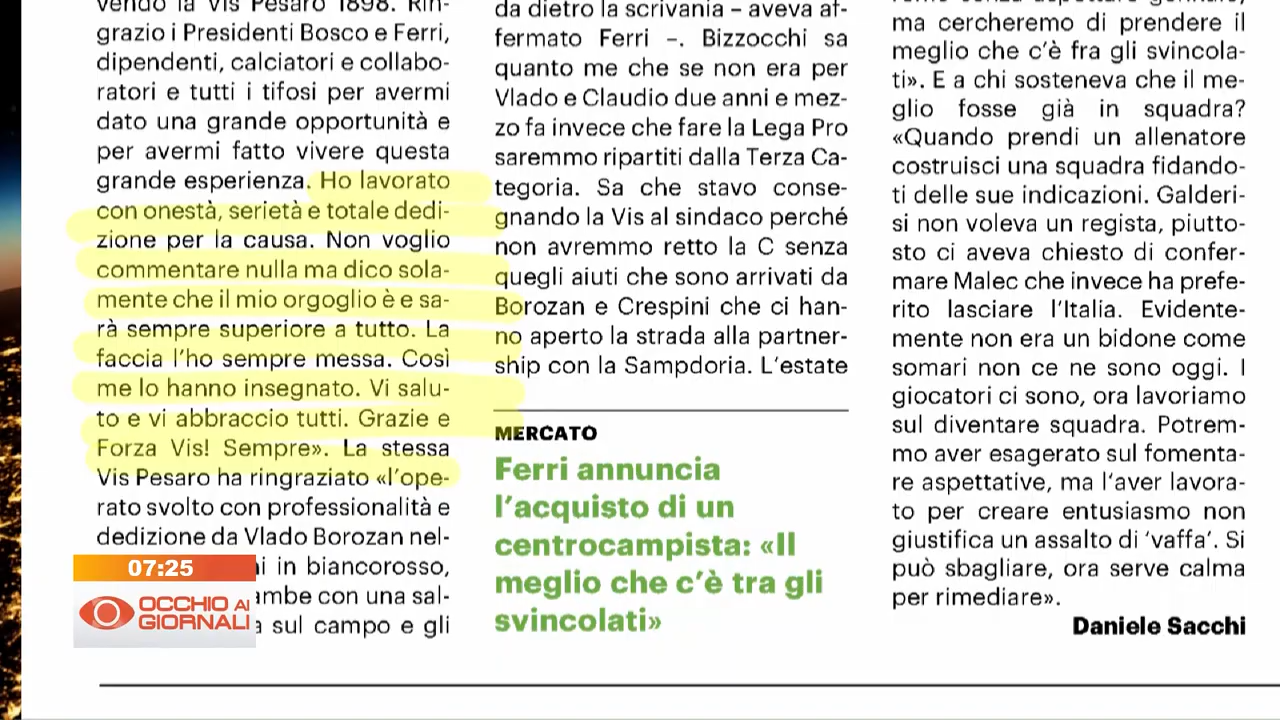 vendo la Vis Pesaro 1898. Rin-
grazio i Presidenti Bosco e Ferri,
dipendenti, calciatori e collabo-
ratori e tutti i tifosi per avermi
dato una grande opportunità e
per avermi fatto vivere questa
grande esperienza. Ho lavorato
con onestà, serietà e totale dedi-
zione per la causa. Non voglio
commentare nulla ma dico sola-
mente che il mio orgoglio è e sa-
rà sempre superiore a tutto. La
faccia l'ho sempre messa. Così
me lo hanno insegnato. Vi salu-
to e vi abbraccio tutti. Grazie e
Forza Vis! Sempre». La stessa
Vis Pesaro ha ringraziato «l'ope-
rato svolto con professionalità e
dedizione da Vlado Borozan nel-
in biancorosso,
ambe con una sal-
sul campo e gli
da dietro la scrivania – aveva af-
fermato Ferri –. Bizzocchi sa
quanto me che se non era per
Vlado e Claudio due anni e mez-
zo fa invece che fare la Lega Pro
saremmo ripartiti dalla Terza Ca-
tegoria. Sa che stavo conse-
gnando la Vis al sindaco perché
non avremmo retto la C senza
quegli aiuti che sono arrivati da
Borozan e Crespini che ci han-
no aperto la strada alla partner-
ship con la Sampdoria. L'estate
MERCATO
Ferri annuncia
l'acquisto di un
centrocampista: «Il
meglio che c'è tra gli
svincolati»
ma cercheremo di prendere il
meglio che c'è fra gli svincola-
ti». E a chi sosteneva che il me-
glio fosse già in squadra?
«Quando prendi un allenatore
costruisci una squadra fidando-
ti delle sue indicazioni. Galderi-
si non voleva un regista, piutto-
sto ci aveva chiesto di confer-
mare Malec che invece ha prefe-
rito lasciare l'Italia. Evidente-
mente non era un bidone come
somari non ce ne sono oggi. I
giocatori ci sono, ora lavoriamo
sul diventare squadra. Potrem-
mo aver esagerato sul fomenta-
re aspettative, ma l'aver lavora-
to per creare entusiasmo non
giustifica un assalto di 'vaffa'. Si
può sbagliare, ora serve calma
per rimediare».
Daniele Sacchi
07:25
OCCHIO AI
GIORNALI